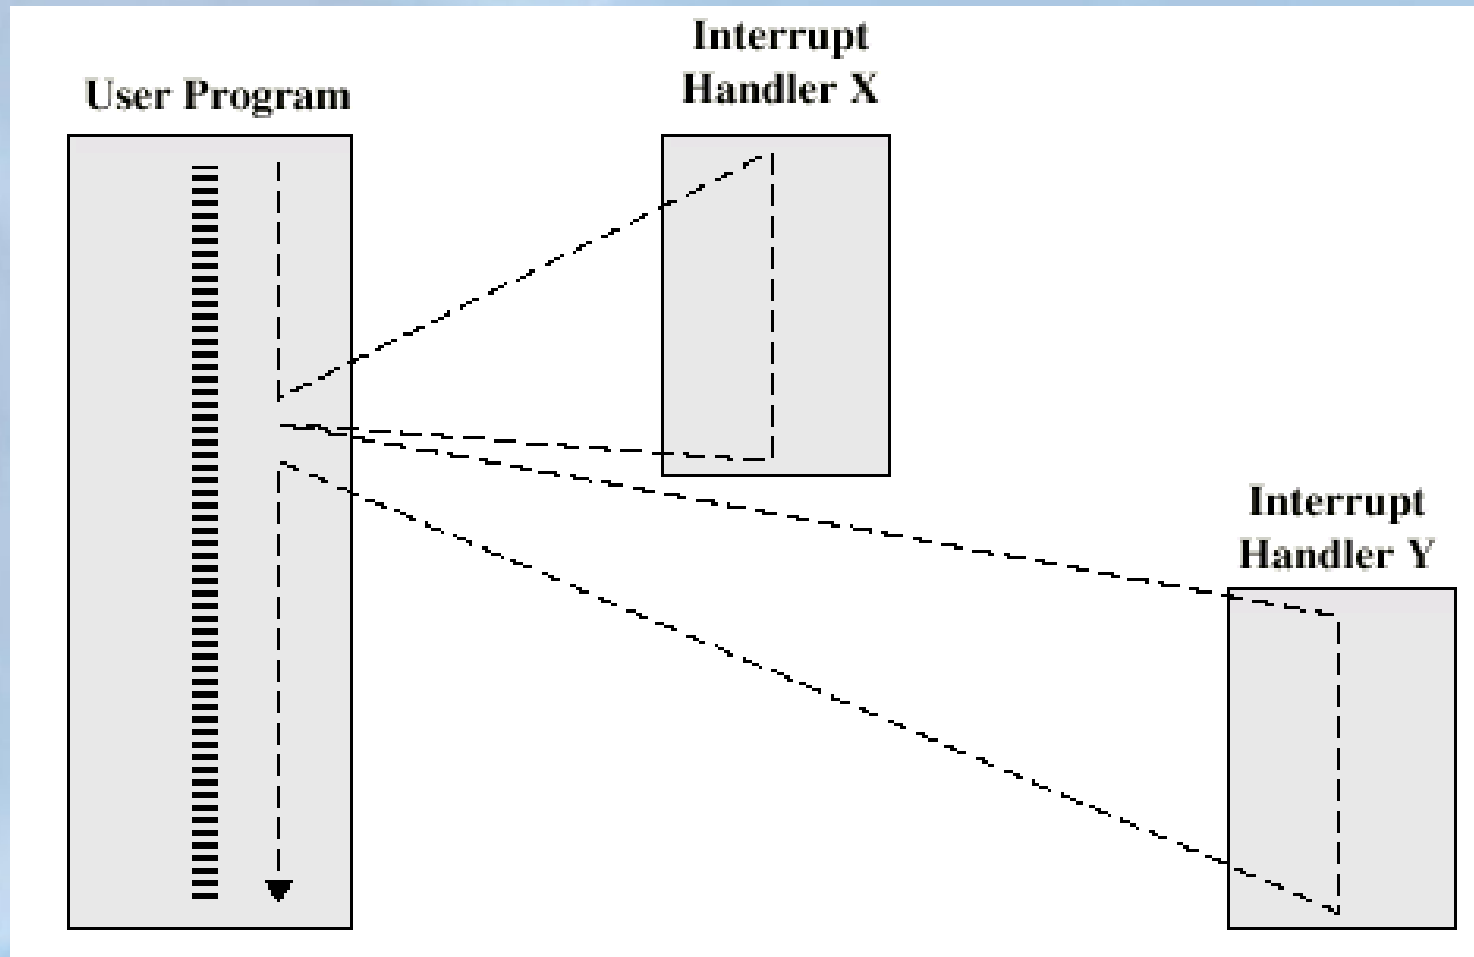 User Program
Interrupt
Handler X
Interrupt
Handler Y